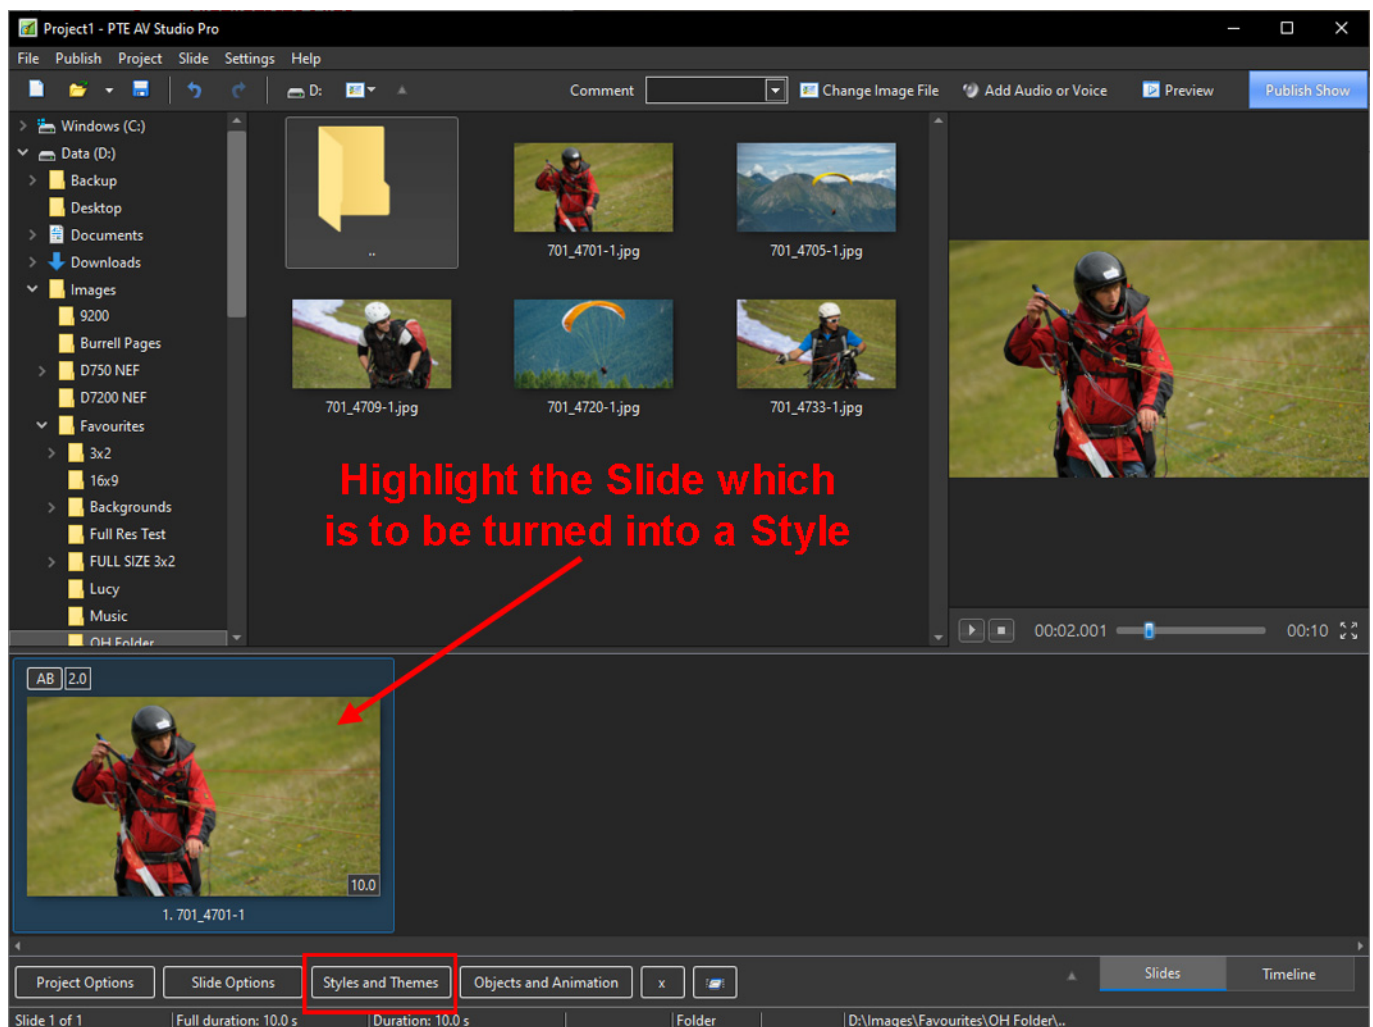 Project1 - PTE AV Studio Pro
File Publish Project Slide Settings Help
D: Comment Change Image File Add Audio or Voice Preview Publish Show
Windows (C:)
Data (D:)
Backup
Desktop
Documents
Downloads
Images
9200
Burrell Pages
D750 NEF
D7200 NEF
Favourites
3x2
16x9
Backgrounds
Full Res Test
FULL SIZE 3x2
Lucy
Music
OH Folder
..
701_4701-1.jpg
701_4705-1.jpg
701_4709-1.jpg
701_4720-1.jpg
701_4733-1.jpg
Highlight the Slide which
is to be turned into a Style
00:02.001 00:10
AB 2.0
10.0
1. 701_4701-1
Project Options Slide Options Styles and Themes Objects and Animation x Slides Timeline
Slide 1 of 1 Full duration: 10.0 s Duration: 10.0 s Folder D:\Images\Favourites\OH Folder\..